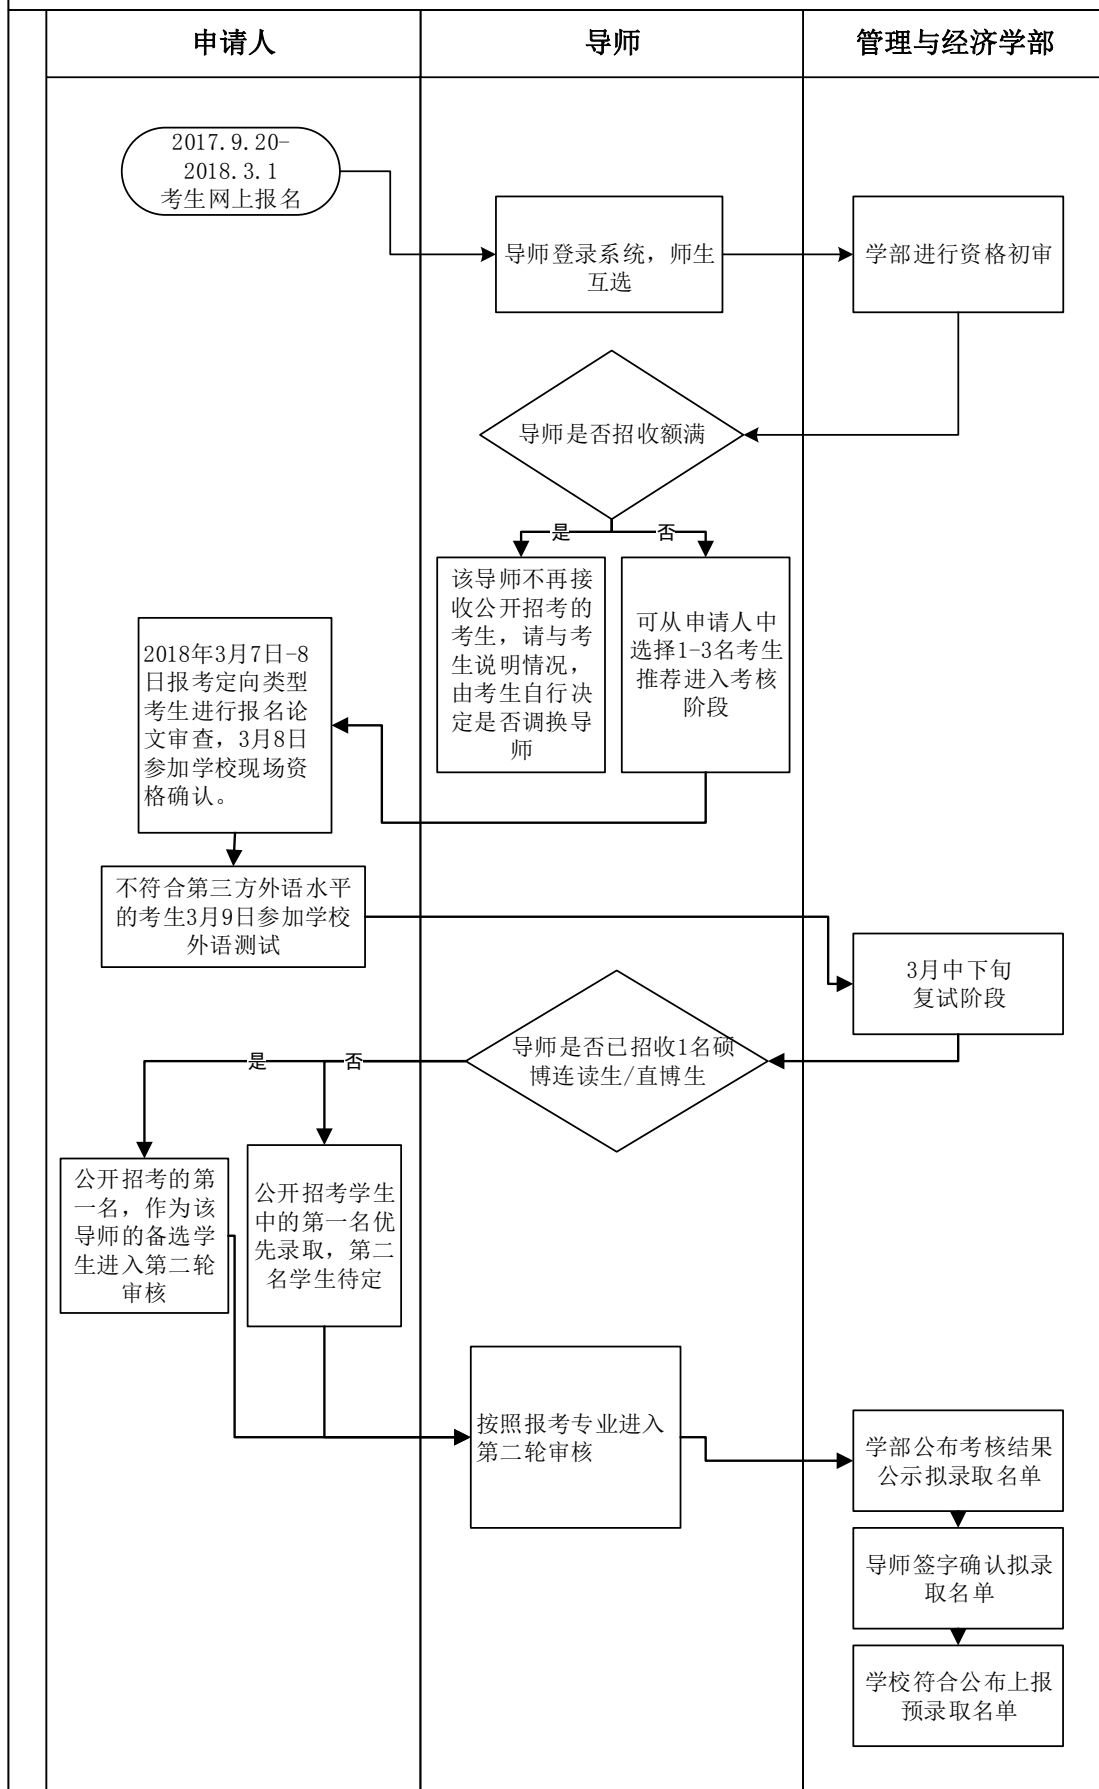 申请人
导师
管理与经济学部
2017.9.20-
2018.3.1
考生网上报名
导师登录系统，师生
互选
学部进行资格初审
导师是否招收额满
是
否
该导师不再接
收公开招考的
考生，请与考
生说明情况，
由考生自行决
定是否调换导
师
可从申请人中
选择1-3名考生
推荐进入考核
阶段
2018年3月7日-8
日报考定向类型
考生进行报名论
文审查，3月8日
参加学校现场资
格确认。
不符合第三方外语水平
的考生3月9日参加学校
外语测试
3月中下旬
复试阶段
导师是否已招收1名硕
博连读生/直博生
是
否
公开招考的第
一名，作为该
导师的备选学
生进入第二轮
审核
公开招考学生
中的第一名优
先录取，第二
名学生待定
按照报考专业进入
第二轮审核
学部公布考核结果
公示拟录取名单
导师签字确认拟录
取名单
学校符合公布上报
预录取名单